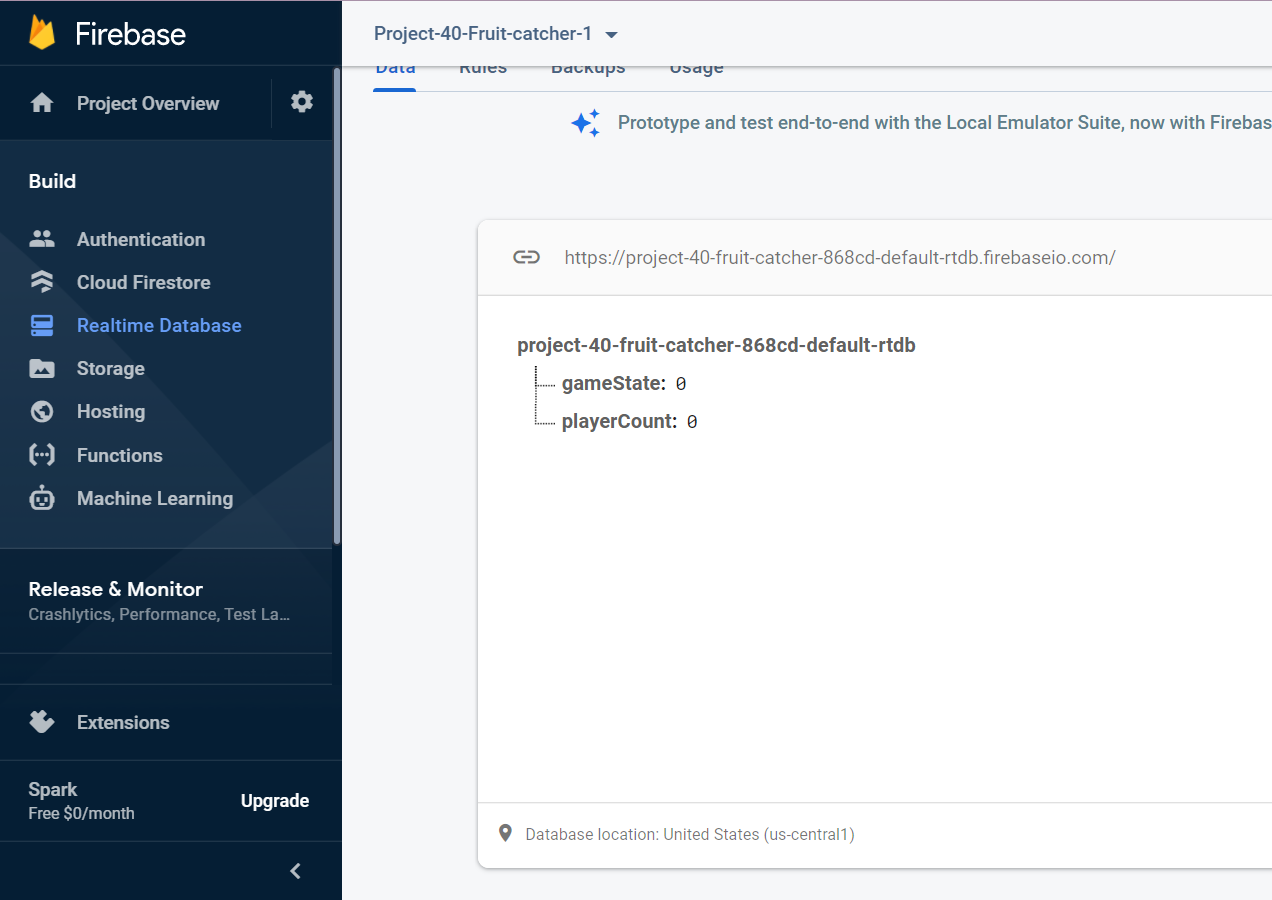 Firebase
Project Overview
Build
Authentication
Cloud Firestore
Realtime Database
Storage
Hosting
Functions
Machine Learning
Release & Monitor
Crashlytics, Performance, Test La...
Extensions
Spark
Free $0/month
Upgrade
Project-40-Fruit-catcher-1
Data Rules Backups Usage
Prototype and test end-to-end with the Local Emulator Suite, now with Firebas
https://project-40-fruit-catcher-868cd-default-rtdb.firebaseio.com/
project-40-fruit-catcher-868cd-default-rtdb
gameState: 0
playerCount: 0
Database location: United States (us-central1)